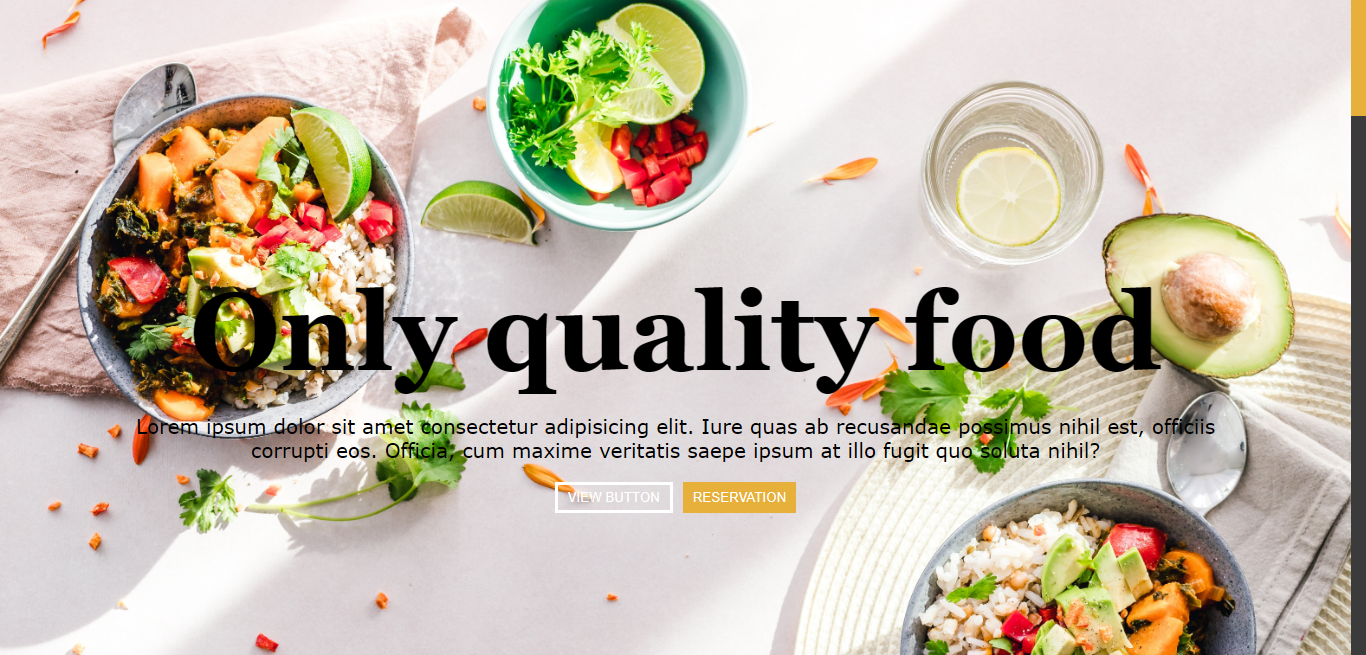 Only quality food
Lorem ipsum dolor sit amet consectetur adipisicing elit. Iure quas ab recusandae possimus nihil est, officiis
corrupti eos. Officia, cum maxime veritatis saepe ipsum at illo fugit quo soluta nihil?
VIEW BUTTON
RESERVATION